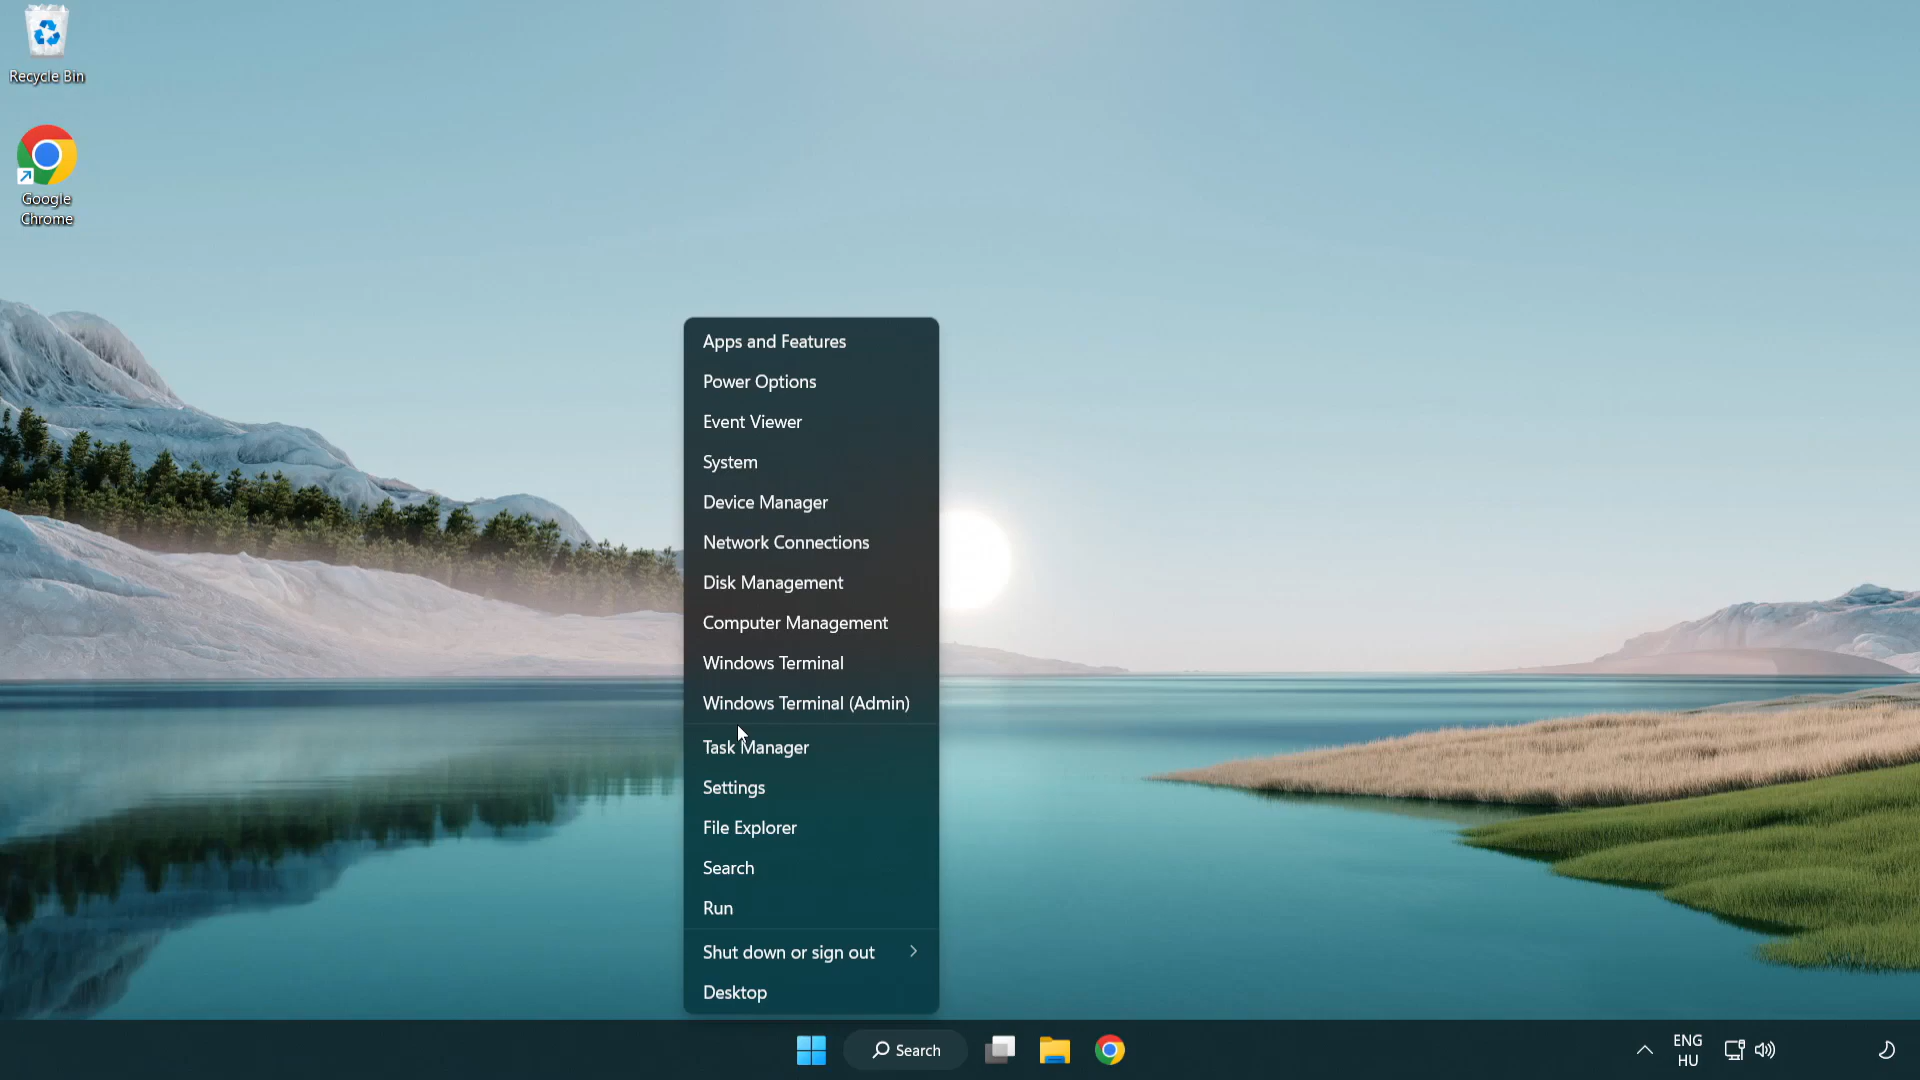 Recycle Bin
Google
Chrome
Apps and Features
Power Options
Event Viewer
System
Device Manager
Network Connections
Disk Management
Computer Management
Windows Terminal
Windows Terminal (Admin)
Task Manager
Settings
File Explorer
Search
Run
Shut down or sign out
Desktop
Search
ENG
HU